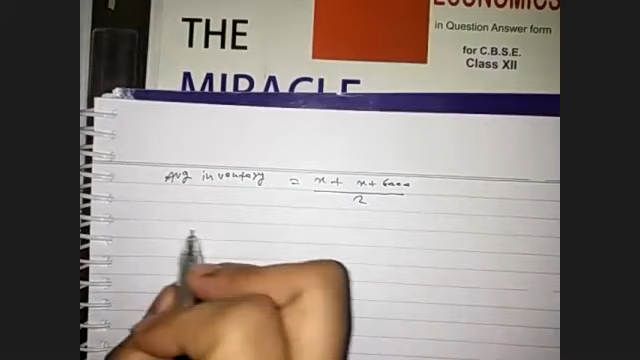 ECONOMICS
in Question Answer form
for C.B.S.E.
Class XII
THE
MIRACLE
Avg inventory = x + x + 6000 / 2